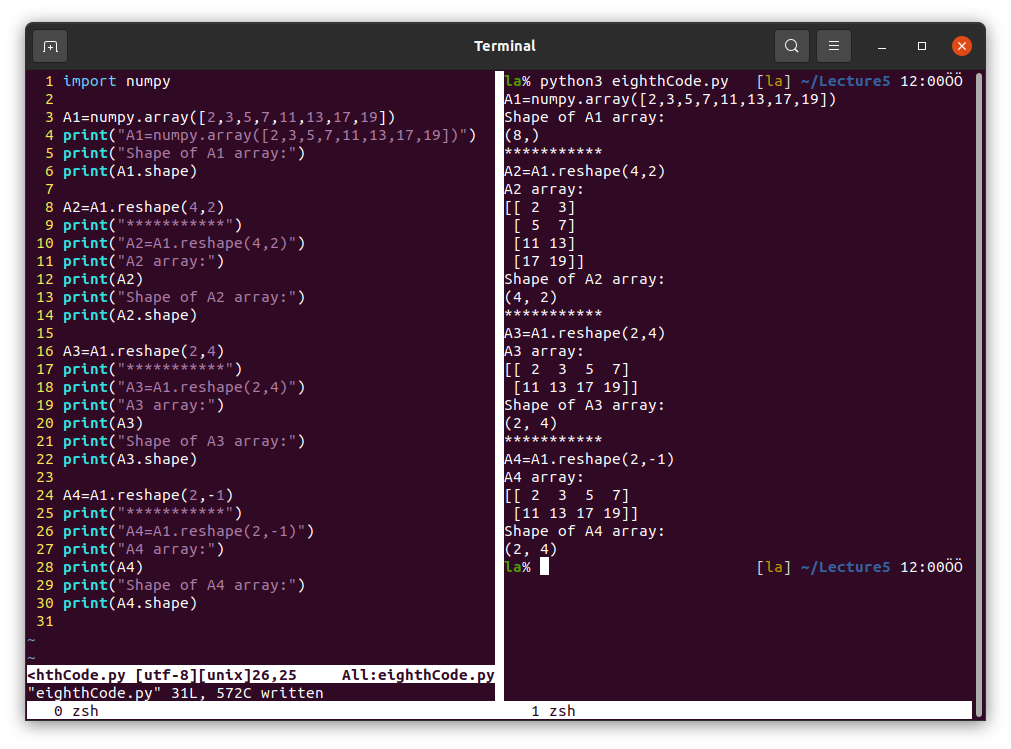 Terminal
1 import numpy
2
3 A1=numpy.array([2,3,5,7,11,13,17,19])
4 print("A1=numpy.array([2,3,5,7,11,13,17,19])")
5 print("Shape of A1 array:")
6 print(A1.shape)
7
8 A2=A1.reshape(4,2)
9 print("***********")
10 print("A2=A1.reshape(4,2)")
11 print("A2 array:")
12 print(A2)
13 print("Shape of A2 array:")
14 print(A2.shape)
15
16 A3=A1.reshape(2,4)
17 print("***********")
18 print("A3=A1.reshape(2,4)")
19 print("A3 array:")
20 print(A3)
21 print("Shape of A3 array:")
22 print(A3.shape)
23
24 A4=A1.reshape(2,-1)
25 print("***********")
26 print("A4=A1.reshape(2,-1)")
27 print("A4 array:")
28 print(A4)
29 print("Shape of A4 array:")
30 print(A4.shape)
31
~
~
<hthCode.py [utf-8][unix]26,25     All:eighthCode.py
"eighthCode.py" 31L, 572C written
0 zsh
la% python3 eighthCode.py   [la] ~/Lecture5 12:00ÖÖ
A1=numpy.array([2,3,5,7,11,13,17,19])
Shape of A1 array:
(8,)
***********
A2=A1.reshape(4,2)
A2 array:
[[ 2  3]
 [ 5  7]
 [11 13]
 [17 19]]
Shape of A2 array:
(4, 2)
***********
A3=A1.reshape(2,4)
A3 array:
[[ 2  3  5  7]
 [11 13 17 19]]
Shape of A3 array:
(2, 4)
***********
A4=A1.reshape(2,-1)
A4 array:
[[ 2  3  5  7]
 [11 13 17 19]]
Shape of A4 array:
(2, 4)
la%                         [la] ~/Lecture5 12:00ÖÖ
1 zsh